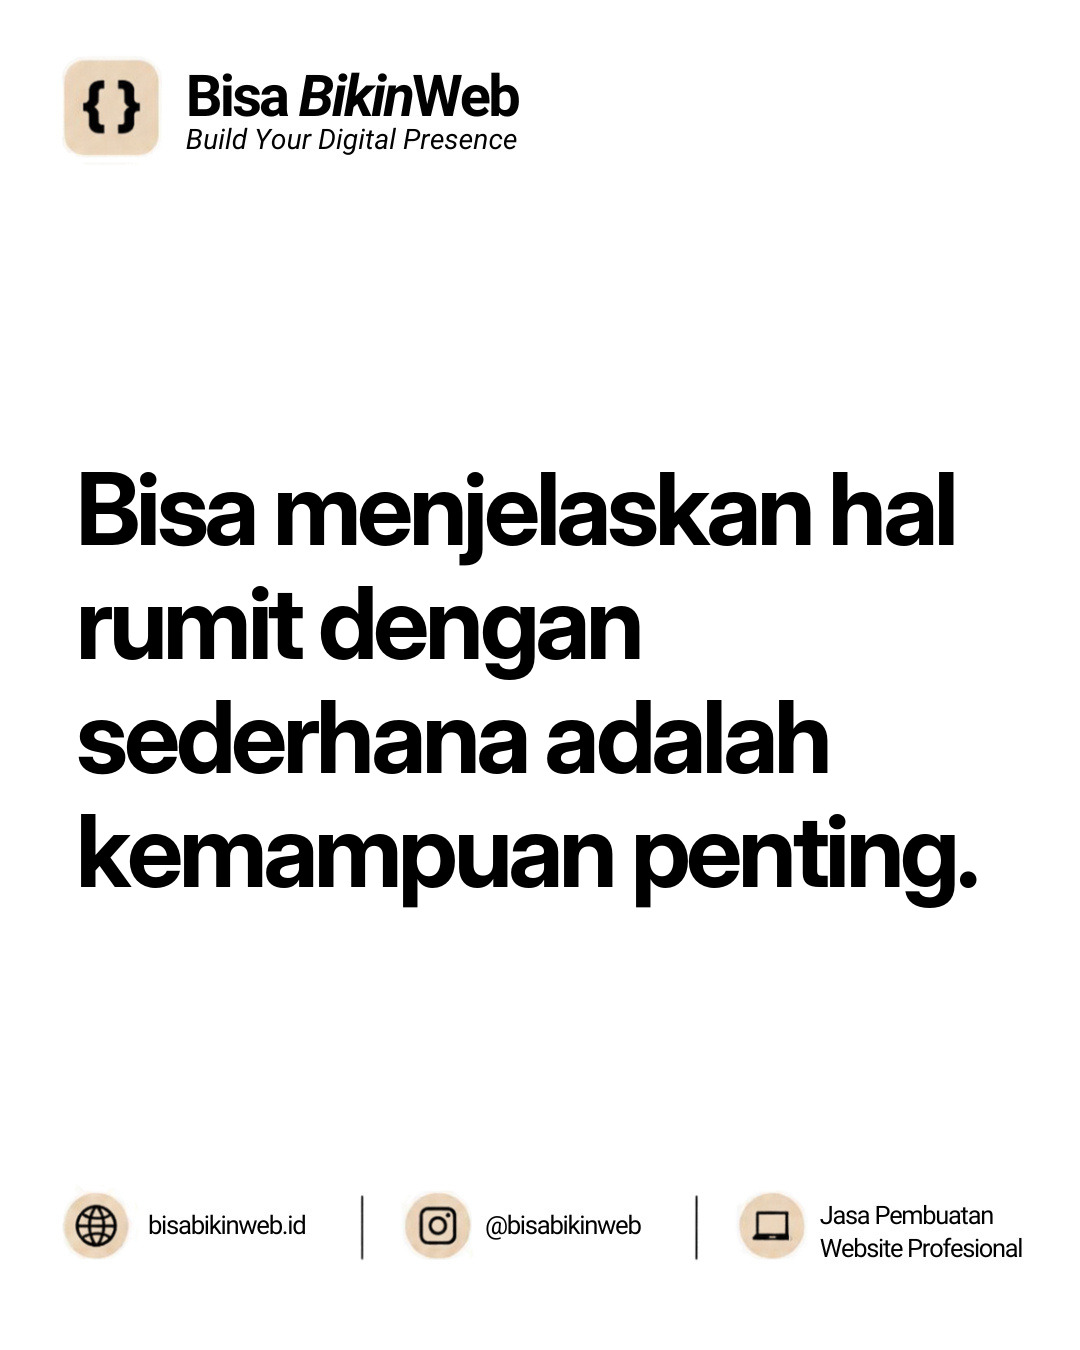 { }
Bisa BikinWeb
Build Your Digital Presence
Bisa menjelaskan hal
rumit dengan
sederhana adalah
kemampuan penting.
bisabikinweb.id
@bisabikinweb
Jasa Pembuatan
Website Profesional